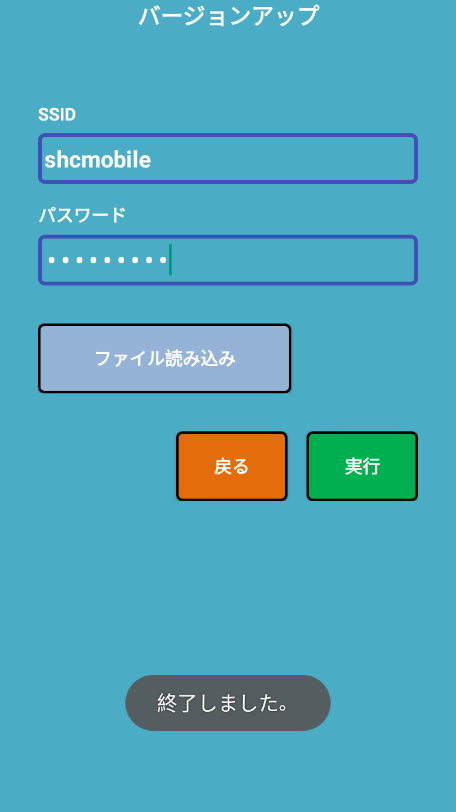 バージョンアップ
SSID
shcmobile
パスワード
•••••••••
ファイル読み込み
戻る
実行
終了しました。